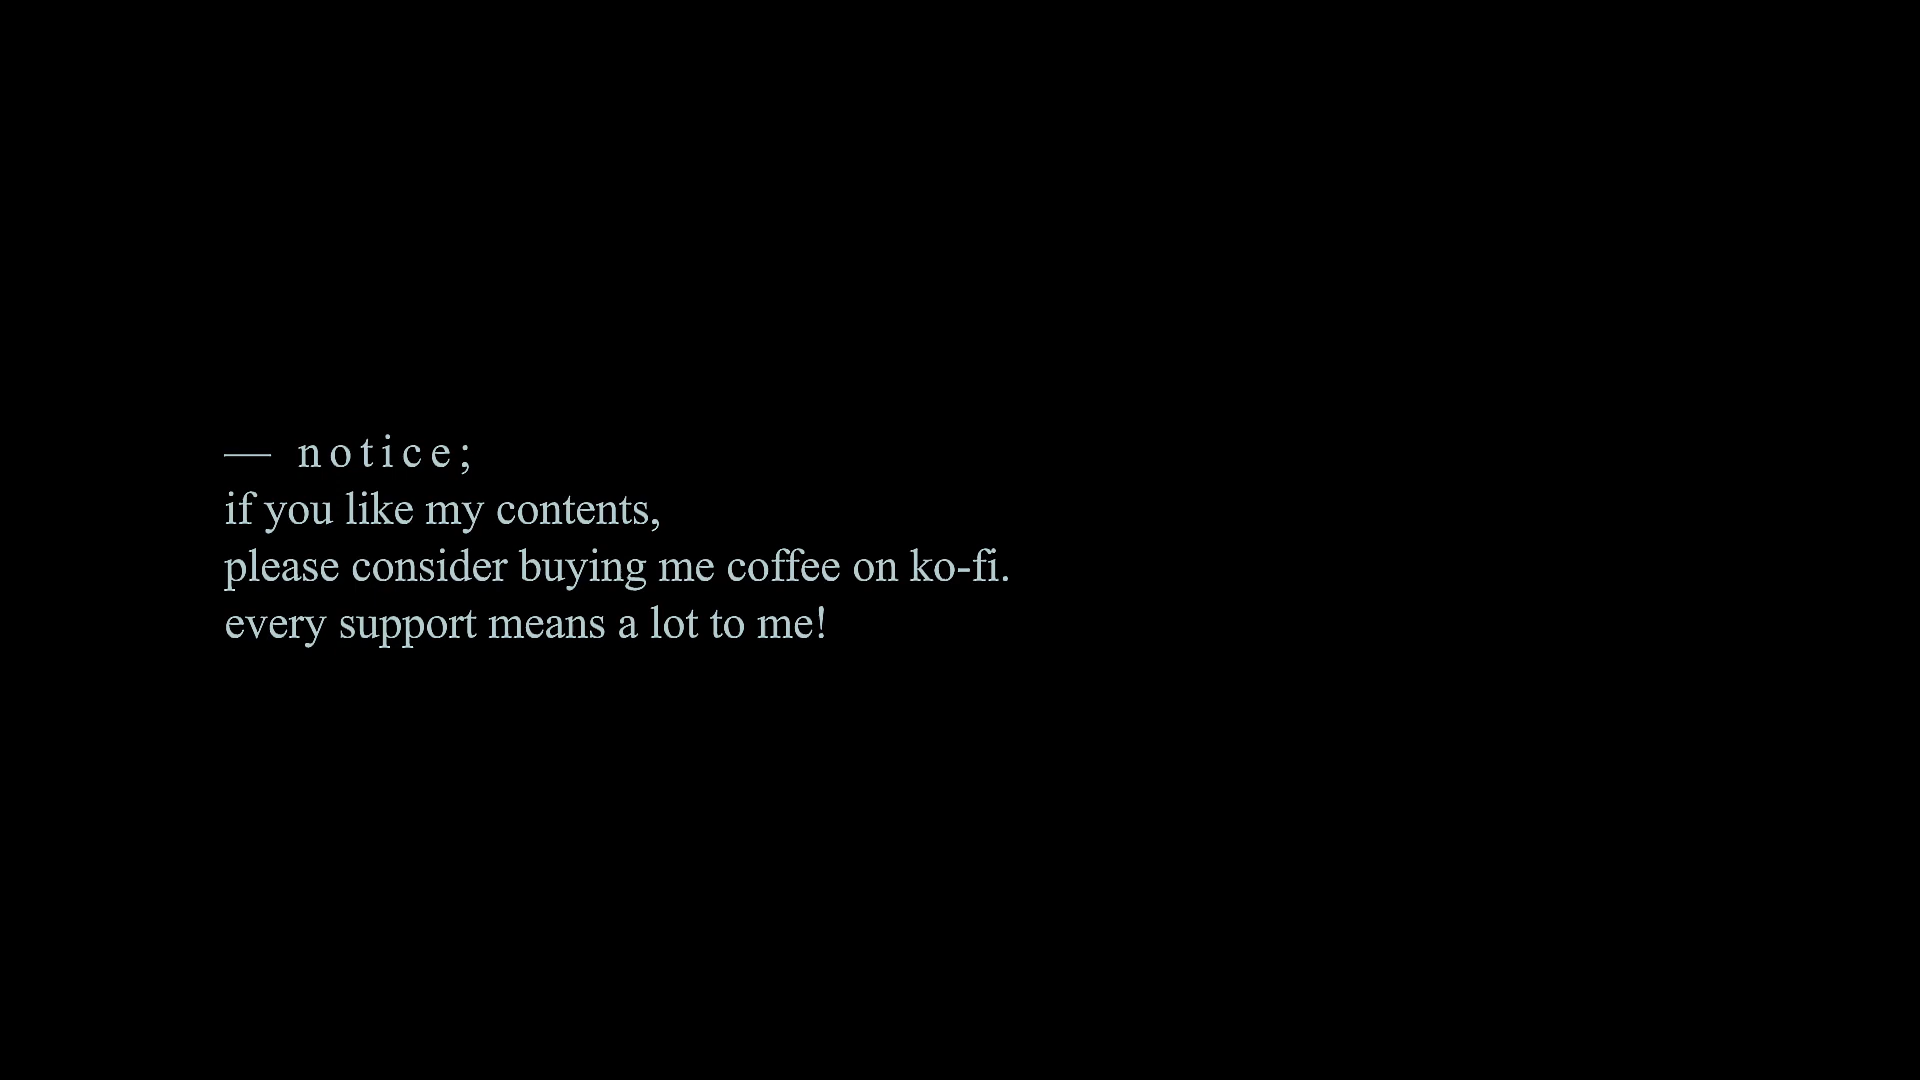 — notice;
if you like my contents,
please consider buying me coffee on ko-fi.
every support means a lot to me!